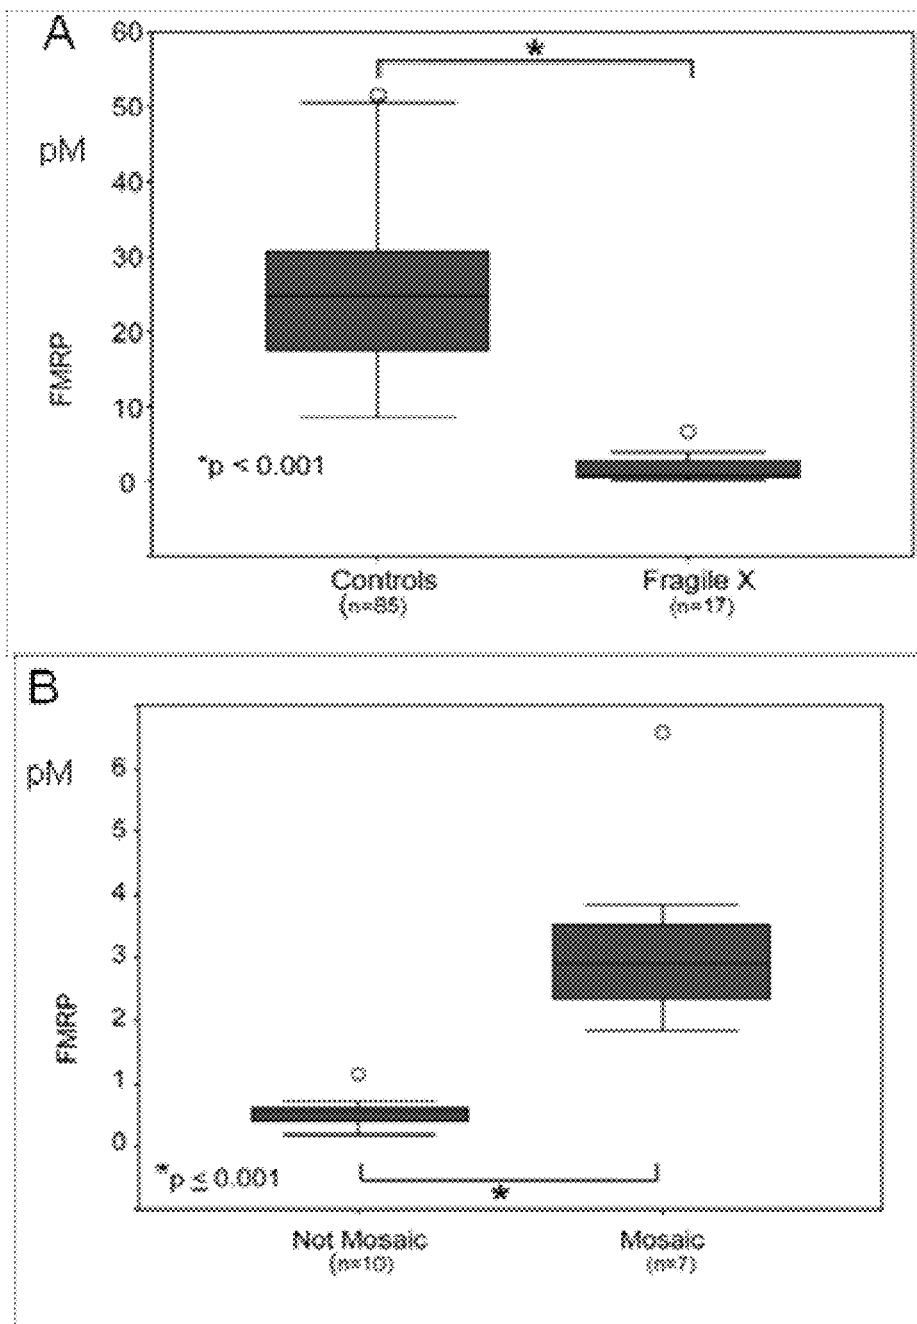 A
60
*
50
pM
40
30
20
FMRP
10
*p < 0.001
0
Controls
Fragile X
(n=85)
(n=17)
B
pM
6
5
4
3
FMRP
2
1
0
*p ≤ 0.001
*
Not Mosaic
Mosaic
(n=10)
(n=7)